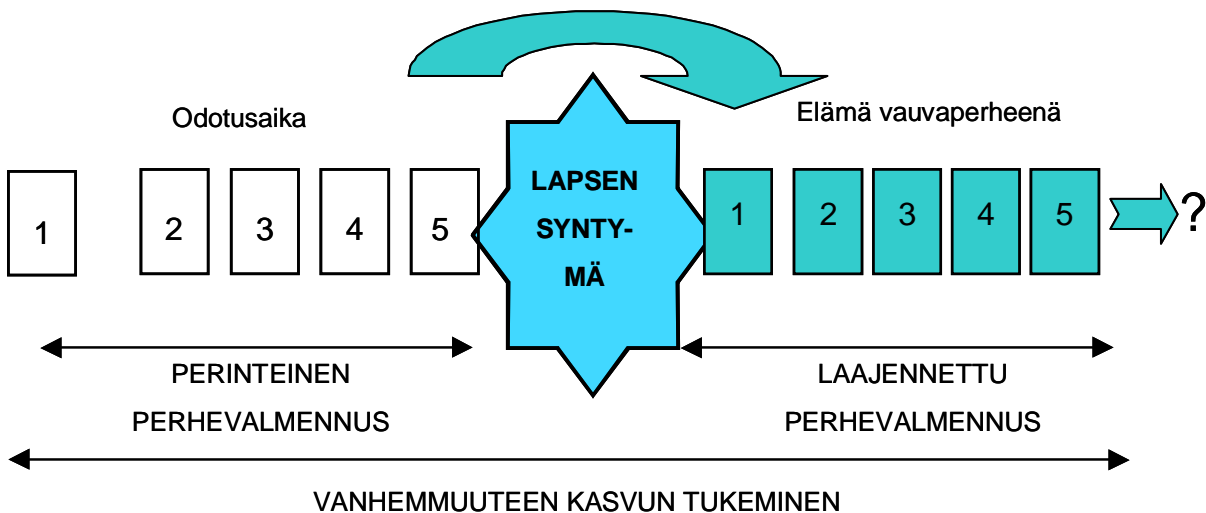 Odotusaika
Elämä vauvaperheenä
1 2 3 4 5
LAPSEN
SYNTY-
MÄ
1 2 3 4 5 ?
PERINTEINEN
PERHEVALMENNUS
LAAJENNETTU
PERHEVALMENNUS
VANHEMMUUTEEN KASVUN TUKEMINEN